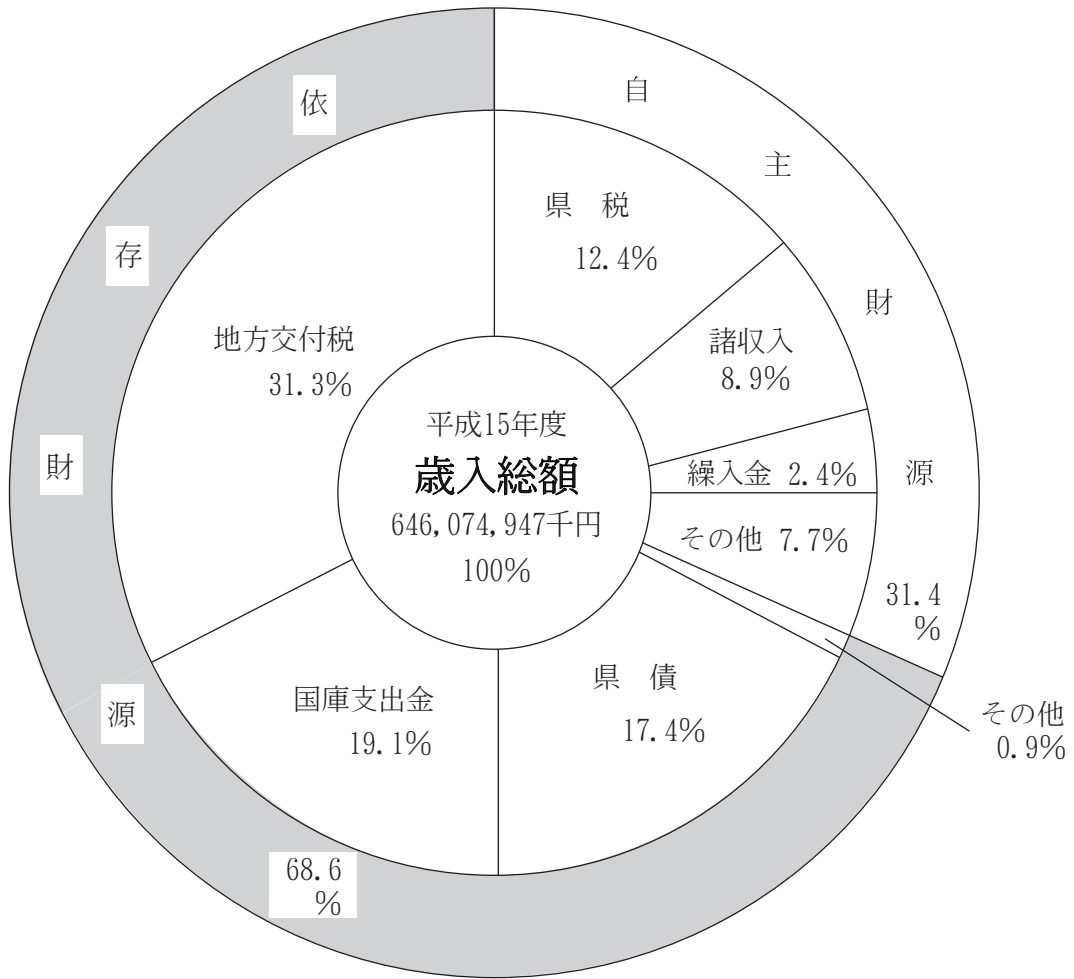 自主財源
31.4
%
県　税
12.4%
諸収入
8.9%
繰入金 2.4%
その他 7.7%
その他
0.9%
県　債
17.4%
国庫支出金
19.1%
地方交付税
31.3%
依存財源
68.6
%
平成15年度
歳入総額
646,074,947千円
100%